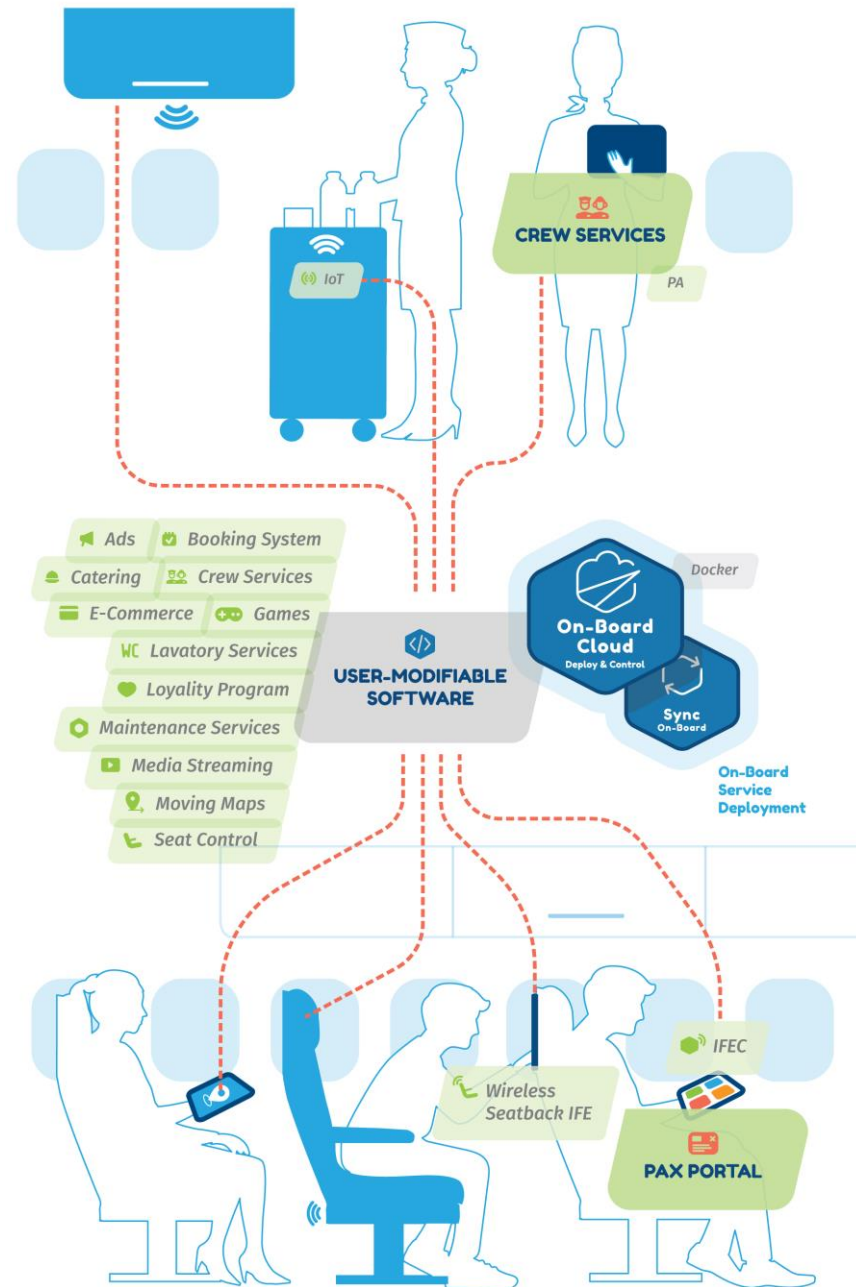 CREW SERVICES
IoT
PA
Ads
Booking System
Catering
Crew Services
E-Commerce
Games
WC Lavatory Services
Loyality Program
Maintenance Services
Media Streaming
Moving Maps
Seat Control
USER-MODIFIABLE
SOFTWARE
On-Board
Cloud
Deploy & Control
Docker
Sync
On-Board
On-Board
Service
Deployment
IFEC
Wireless
Seatback IFE
PAX PORTAL